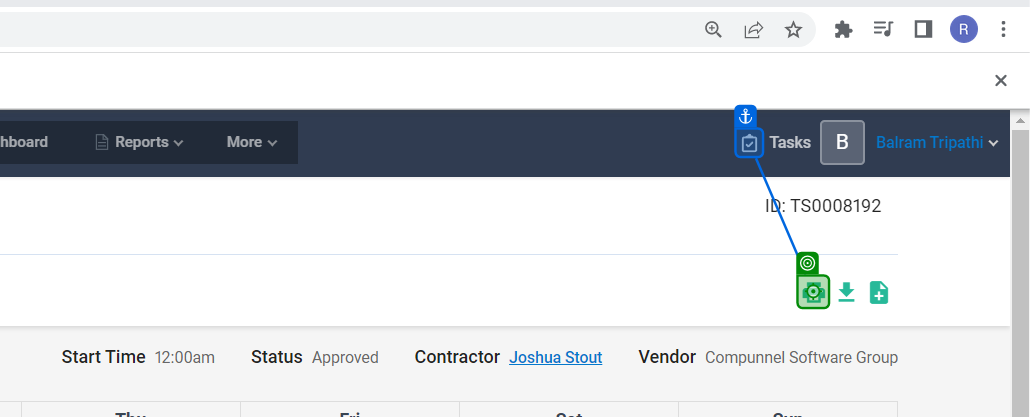 R
hboard Reports More Tasks B Balram Tripathi
ID: TS0008192
Start Time 12:00am Status Approved Contractor Joshua Stout Vendor Compunnel Software Group
Thu Fri Sat Sun